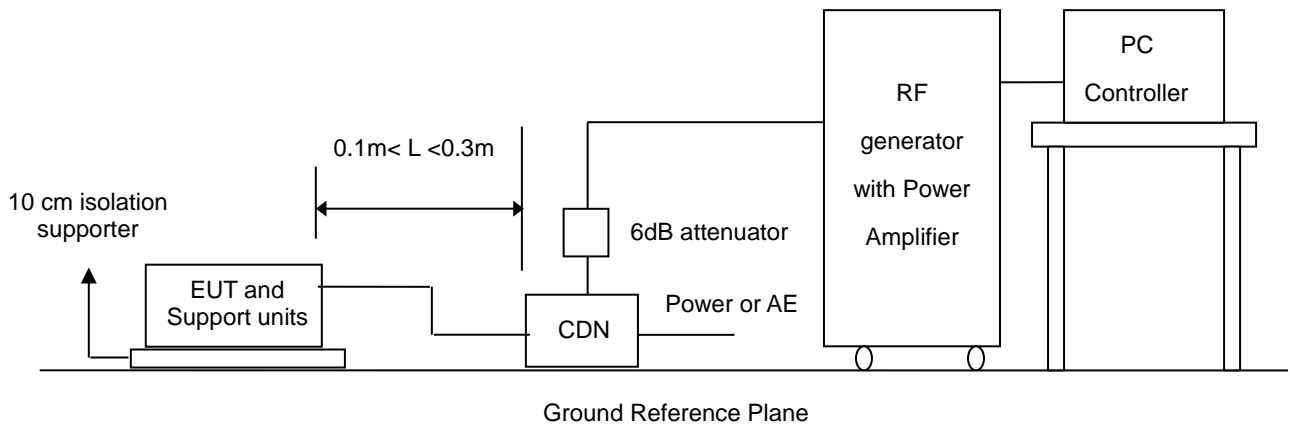 10 cm isolation
supporter
0.1m< L <0.3m
EUT and
Support units
6dB attenuator
CDN
Power or AE
RF
generator
with Power
Amplifier
PC
Controller
Ground Reference Plane